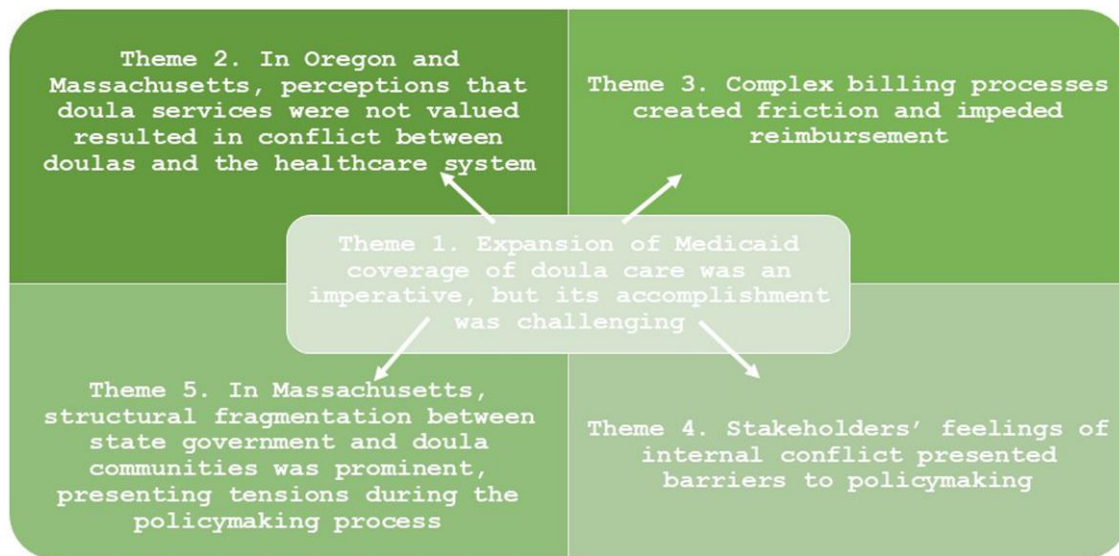 Theme 2. In Oregon and
Massachusetts, perceptions that
doula services were not valued
resulted in conflict between
doulas and the healthcare system
Theme 3. Complex billing processes
created friction and impeded
reimbursement
Theme 1. Expansion of Medicaid
coverage of doula care was an
imperative, but its accomplishment
was challenging
Theme 5. In Massachusetts,
structural fragmentation between
state government and doula
communities was prominent,
presenting tensions during the
policymaking process
Theme 4. Stakeholders’ feelings of
internal conflict presented
barriers to policymaking